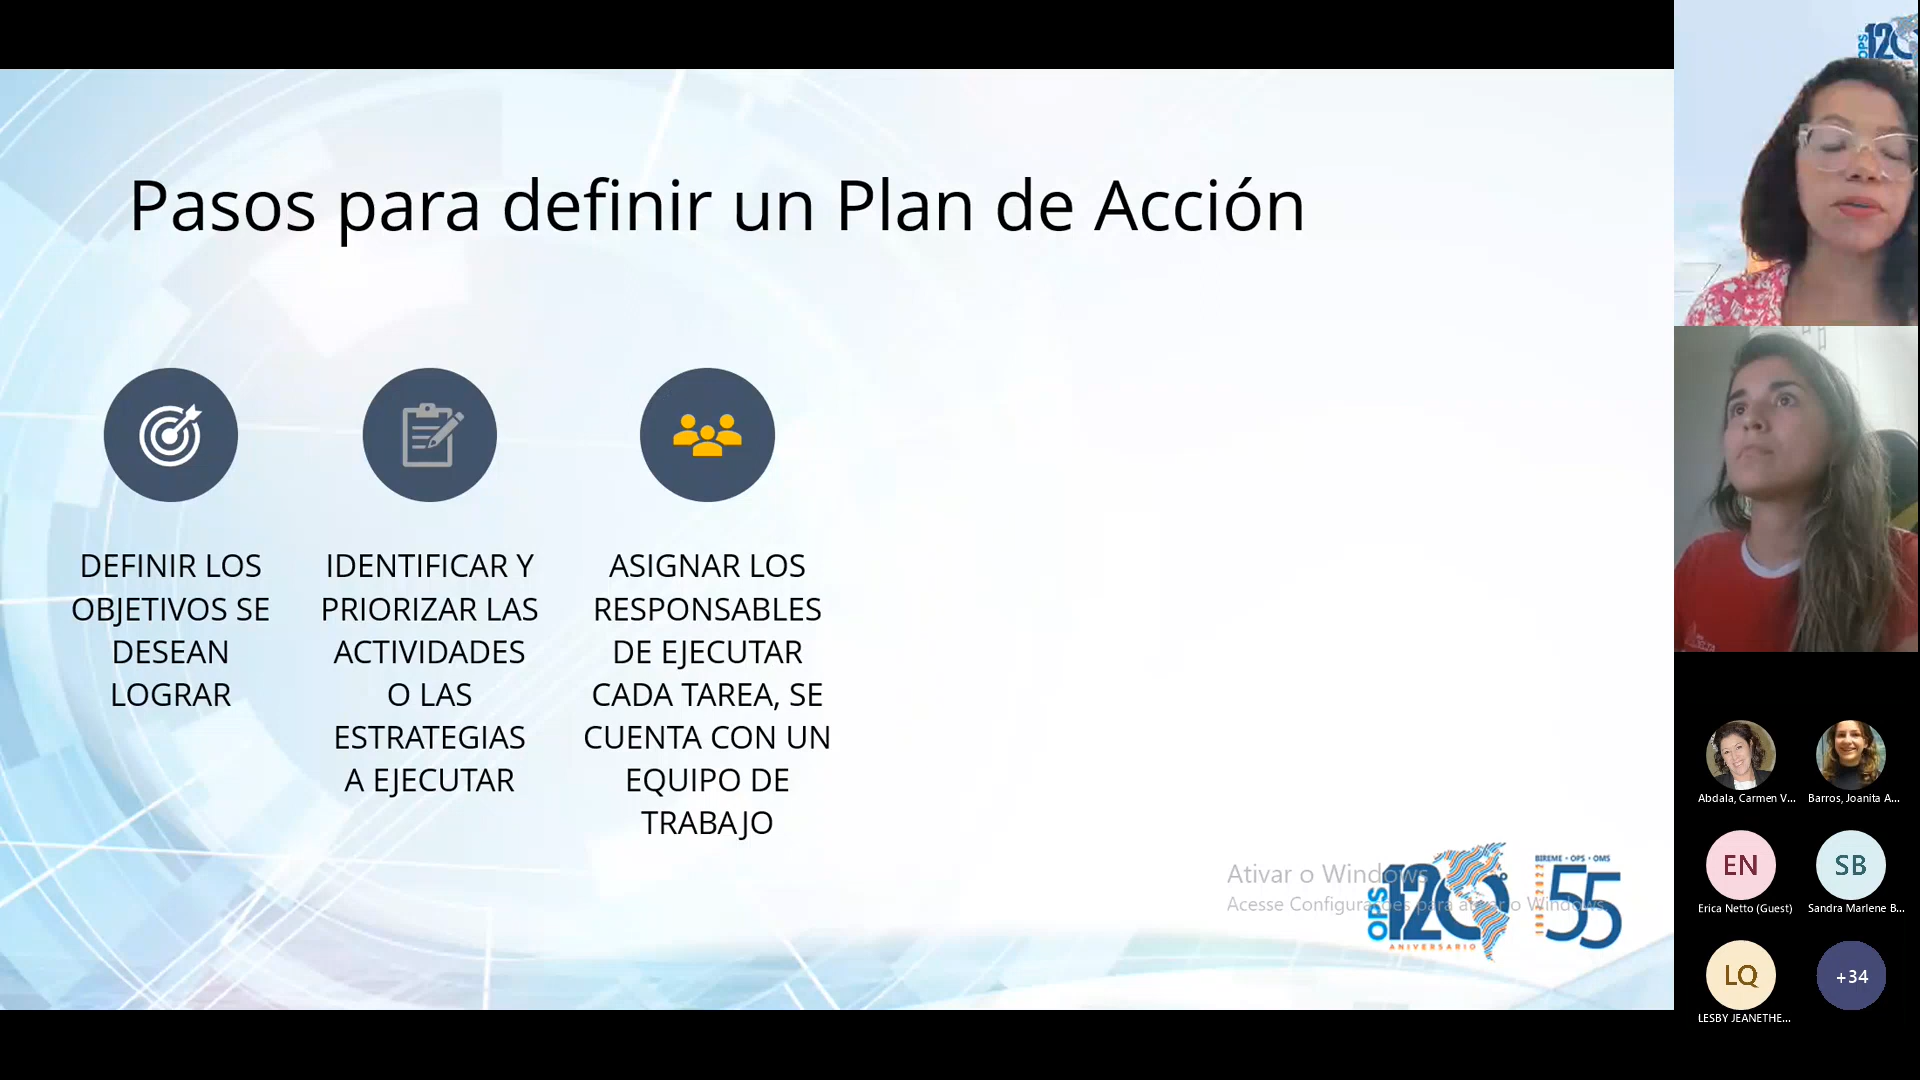 Pasos para definir un Plan de Acción
DEFINIR LOS
OBJETIVOS SE
DESEAN
LOGRAR
IDENTIFICAR Y
PRIORIZAR LAS
ACTIVIDADES
O LAS
ESTRATEGIAS
A EJECUTAR
ASIGNAR LOS
RESPONSABLES
DE EJECUTAR
CADA TAREA, SE
CUENTA CON UN
EQUIPO DE
TRABAJO
Ativar o Windows
Acesse Configurações para ativar o Windows.
OPS 120
ANIVERSARIO
BIREME • OPS • OMS
55
OPS 120
Abdala, Carmen V...
Barros, Joanita A...
EN
Erica Netto (Guest)
SB
Sandra Marlene B...
LQ
LESBY JEANETHE...
+34